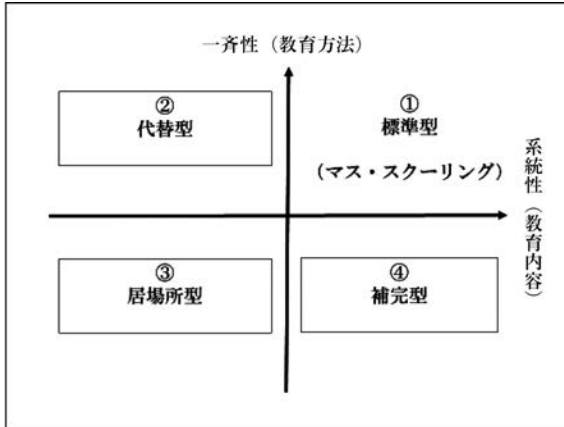 一斉性（教育方法）
②
代替型
①
標準型
（マス・スクーリング）
系統性（教育内容）
③
居場所型
④
補完型